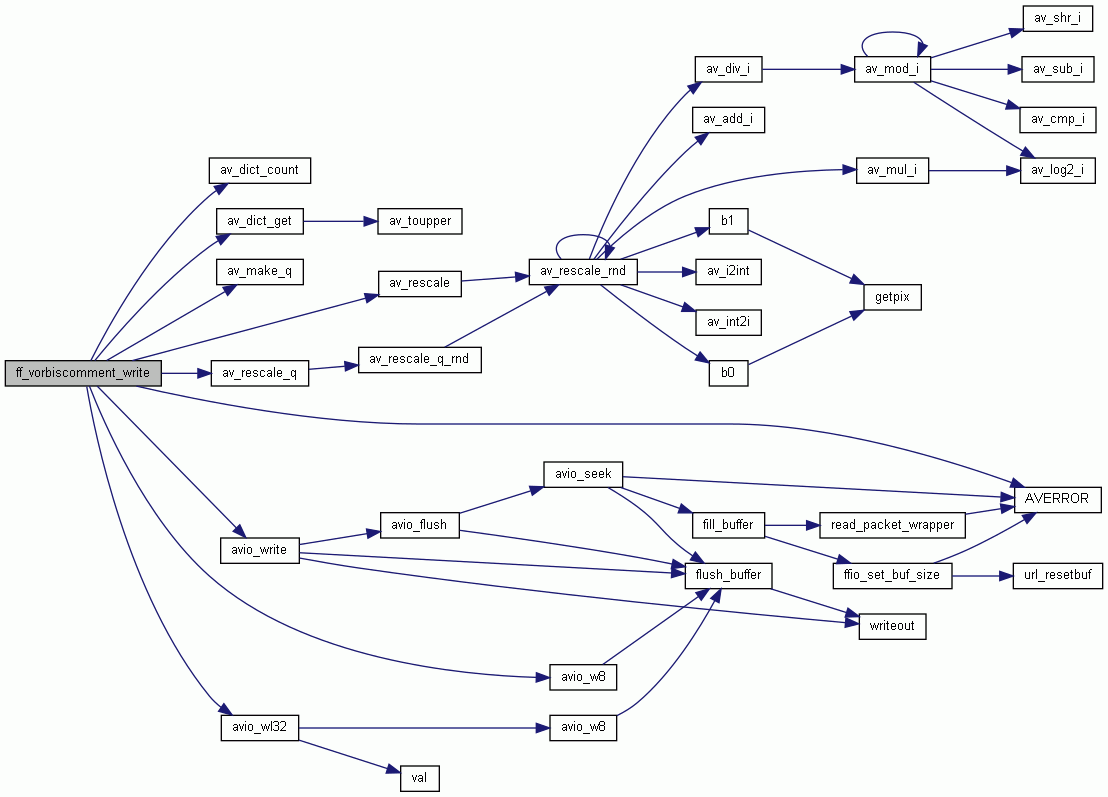 av_shr_i
av_div_i
av_mod_i
av_sub_i
av_add_i
av_cmp_i
av_dict_count
av_mul_i
av_log2_i
av_dict_get
av_toupper
b1
av_make_q
av_rescale
av_rescale_rnd
av_i2int
getpix
av_int2i
ff_vorbiscomment_write
av_rescale_q
av_rescale_q_rnd
b0
avio_seek
AVERROR
avio_flush
fill_buffer
read_packet_wrapper
avio_write
flush_buffer
ffio_set_buf_size
url_resetbuf
writeout
avio_w8
avio_wl32
avio_w8
val